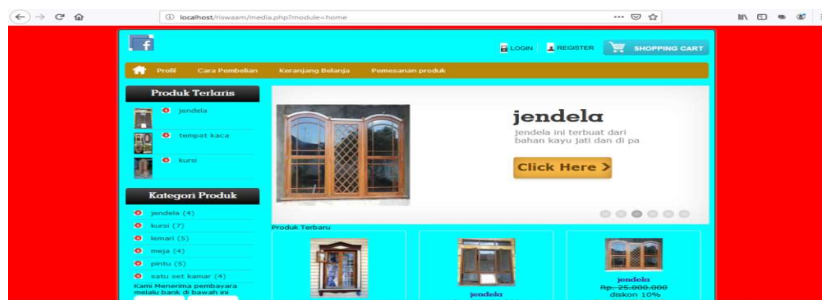 localhost/riswaam/media.php?module=home
f
LOGIN REGISTER SHOPPING CART
Profil Cara Pembelian Keranjang Belanja Pemesanan produk
Produk Terlaris
jendela
tempat kaca
kursi
Kategori Produk
jendela (4)
kursi (7)
lemari (5)
meja (4)
pintu (5)
satu set kamar (4)
Kami Menerima pembayara
melalu bank di bawah ini
jendela
jendela ini terbuat dari
bahan kayu jati dan di pa
Click Here >
Produk Terbaru
jendela
jendela
Rp. 25.000.000
diskon 10%